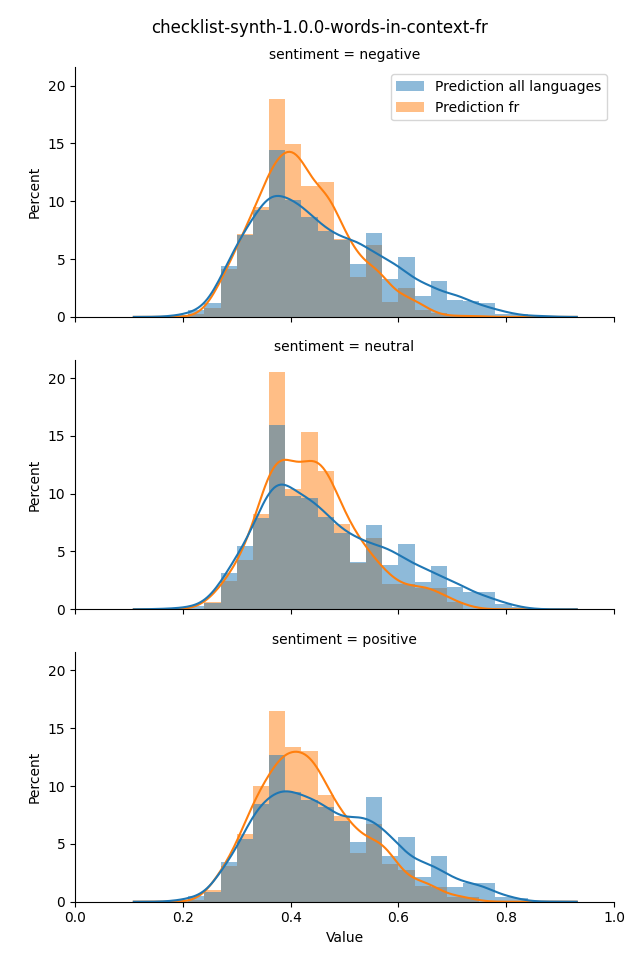 checklist-synth-1.0.0-words-in-context-fr
sentiment = negative
Prediction all languages
Prediction fr
20
15
10
5
0
Percent
sentiment = neutral
20
15
10
5
0
Percent
sentiment = positive
20
15
10
5
0
Percent
0.0 0.2 0.4 0.6 0.8 1.0
Value